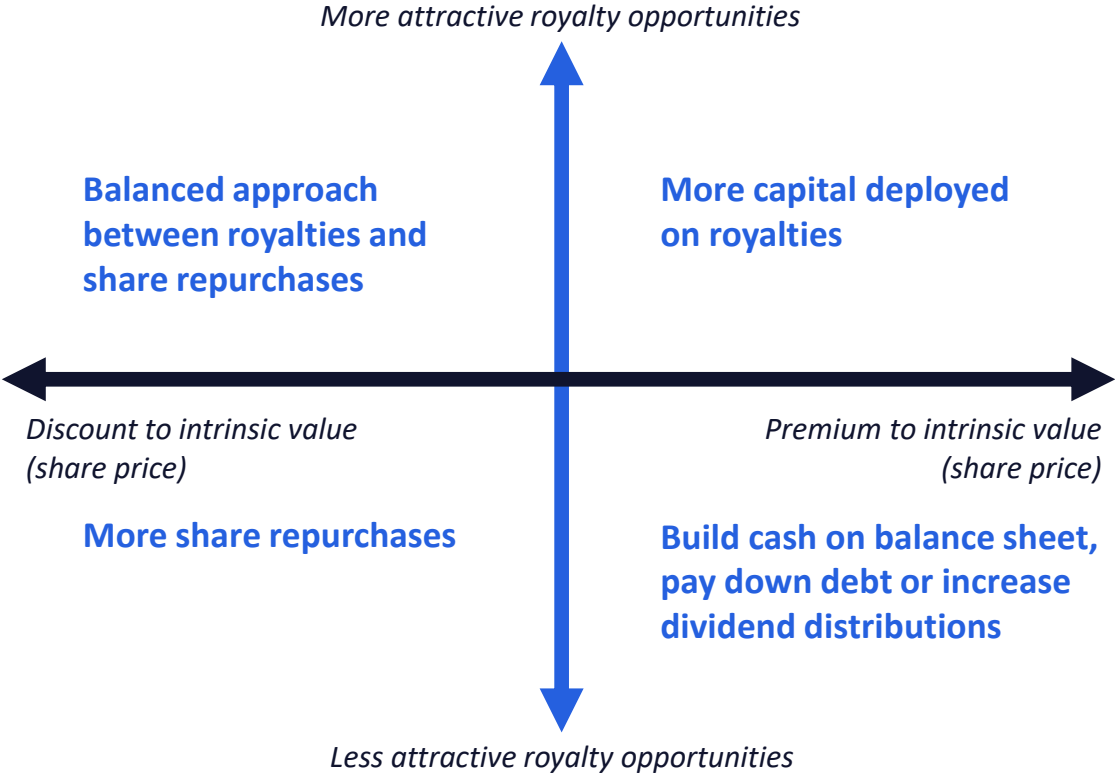 More attractive royalty opportunities
Balanced approach
between royalties and
share repurchases
More capital deployed
on royalties
Discount to intrinsic value
(share price)
Premium to intrinsic value
(share price)
More share repurchases
Build cash on balance sheet,
pay down debt or increase
dividend distributions
Less attractive royalty opportunities